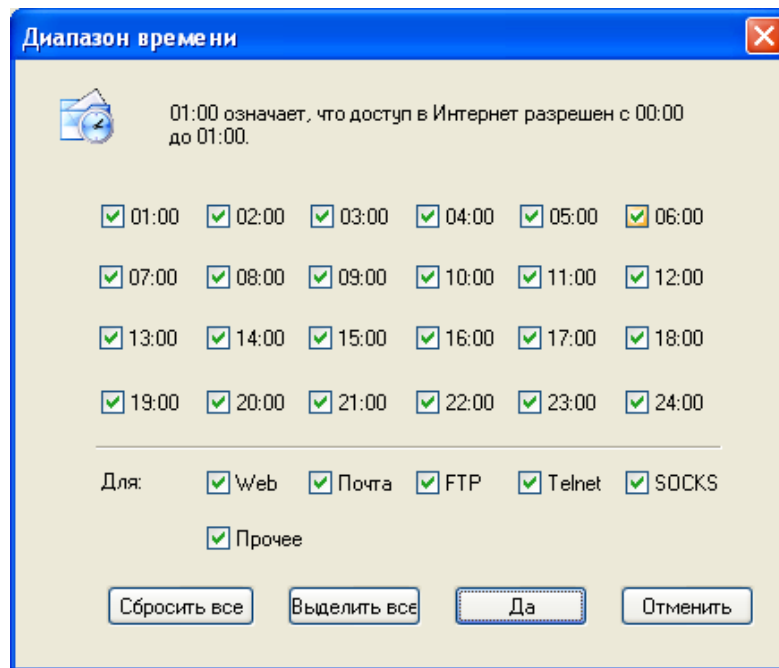 Диапазон времени
01:00 означает, что доступ в Интернет разрешен с 00:00
до 01:00.
01:00 02:00 03:00 04:00 05:00 06:00
07:00 08:00 09:00 10:00 11:00 12:00
13:00 14:00 15:00 16:00 17:00 18:00
19:00 20:00 21:00 22:00 23:00 24:00
Для: Web Почта FTP Telnet SOCKS
Прочее
Сбросить все Выделить все Да Отменить